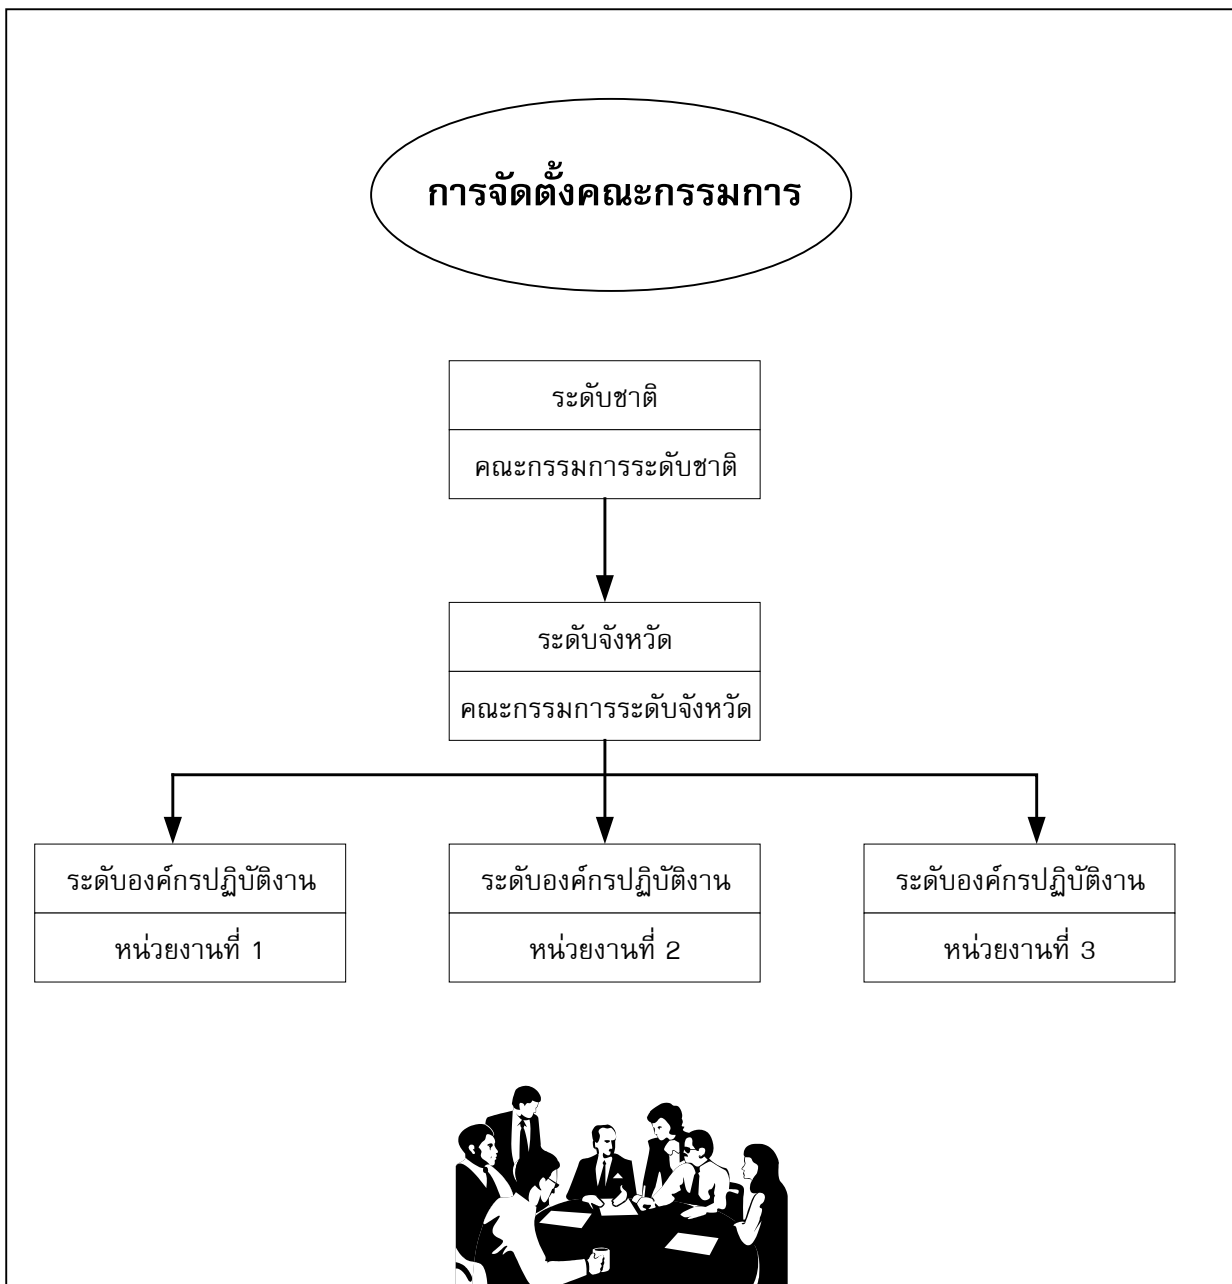 การจัดตั้งคณะกรรมการ
ระดับชาติ
คณะกรรมการระดับชาติ
ระดับจังหวัด
คณะกรรมการระดับจังหวัด
ระดับองค์กรปฏิบัติงาน
หน่วยงานที่ 1
ระดับองค์กรปฏิบัติงาน
หน่วยงานที่ 2
ระดับองค์กรปฏิบัติงาน
หน่วยงานที่ 3